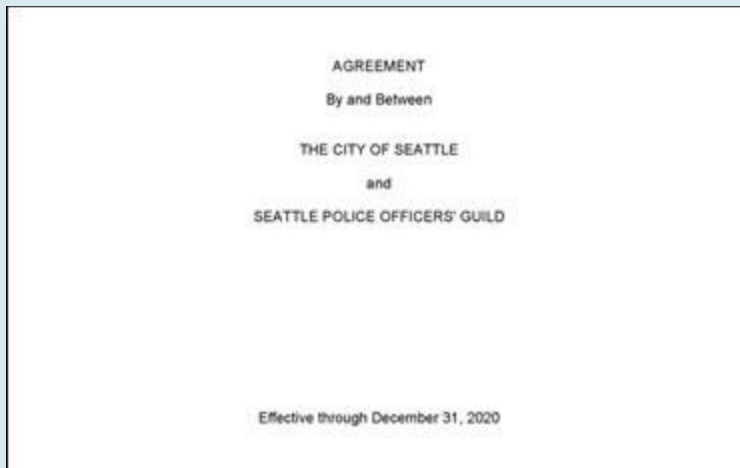 AGREEMENT
By and Between
THE CITY OF SEATTLE
and
SEATTLE POLICE OFFICERS' GUILD
Effective through December 31, 2020